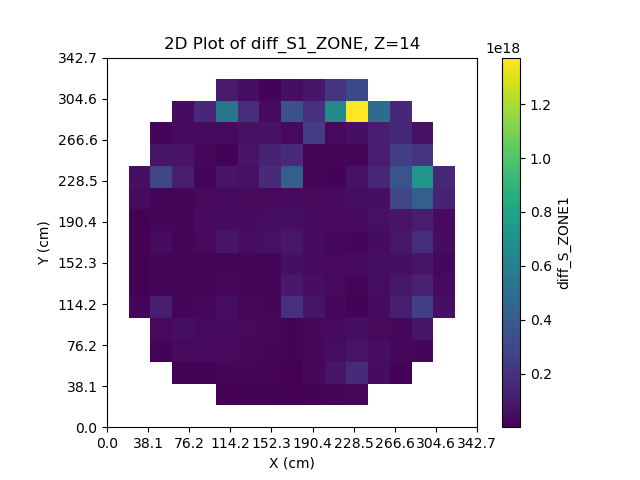 2D Plot of diff_S1_ZONE, Z=14
1e18
342.7
304.6
266.6
228.5
190.4
152.3
114.2
76.2
38.1
0.0
Y (cm)
0.0 38.1 76.2 114.2 152.3 190.4 228.5 266.6 304.6 342.7
X (cm)
1.2
1.0
0.8
0.6
0.4
0.2
diff_S_ZONE1